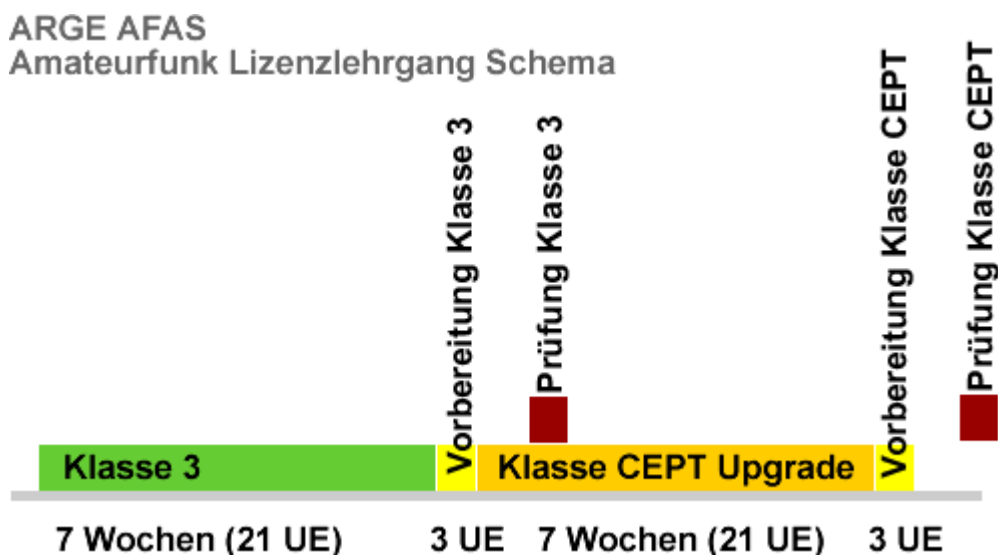 ARGE AFAS
Amateurfunk Lizenzlehrgang Schema
Vorbereitung Klasse 3
Prüfung Klasse 3
Vorbereitung Klasse CEPT
Prüfung Klasse CEPT
Klasse 3
Klasse CEPT Upgrade
7 Wochen (21 UE)
3 UE
7 Wochen (21 UE)
3 UE